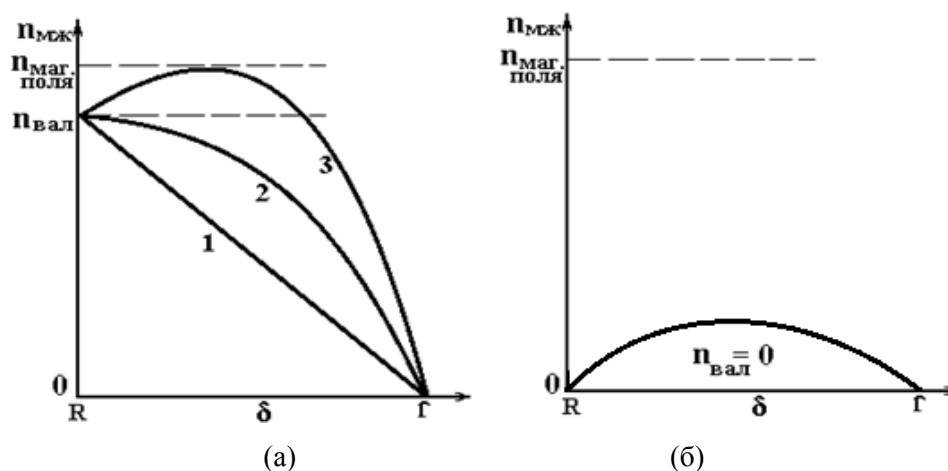 nмж
nмаг.
поля
nвал
0
R
δ
r
1
2
3
(а)
nмж
nмаг.
поля
nвал = 0
0
R
δ
r
(б)